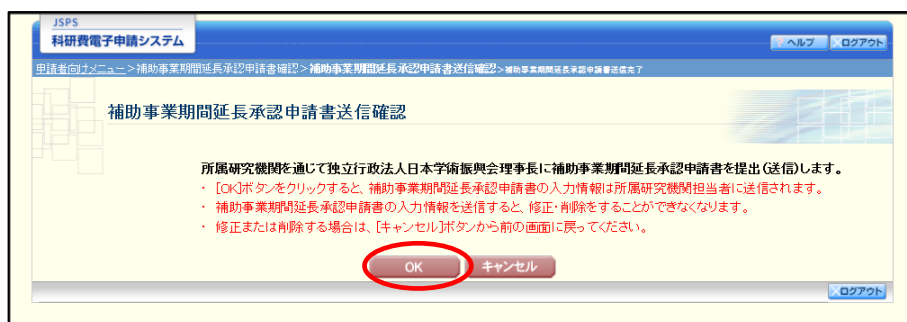 JSPS
科研費電子申請システム
? ヘルプ
×ログアウト
申請者向けメニュー>補助事業期間延長承認申請書確認>補助事業期間延長承認申請書送信確認>補助事業期間延長承認申請書送信完了
補助事業期間延長承認申請書送信確認
所属研究機関を通じて独立行政法人日本学術振興会理事長に補助事業期間延長承認申請書を提出(送信)します。
・ [OK]ボタンをクリックすると、補助事業期間延長承認申請書の入力情報は所属研究機関担当者に送信されます。
・ 補助事業期間延長承認申請書の入力情報を送信すると、修正・削除をすることができなくなります。
・ 修正または削除する場合は、[キャンセル]ボタンから前の画面に戻ってください。
OK
キャンセル
×ログアウト